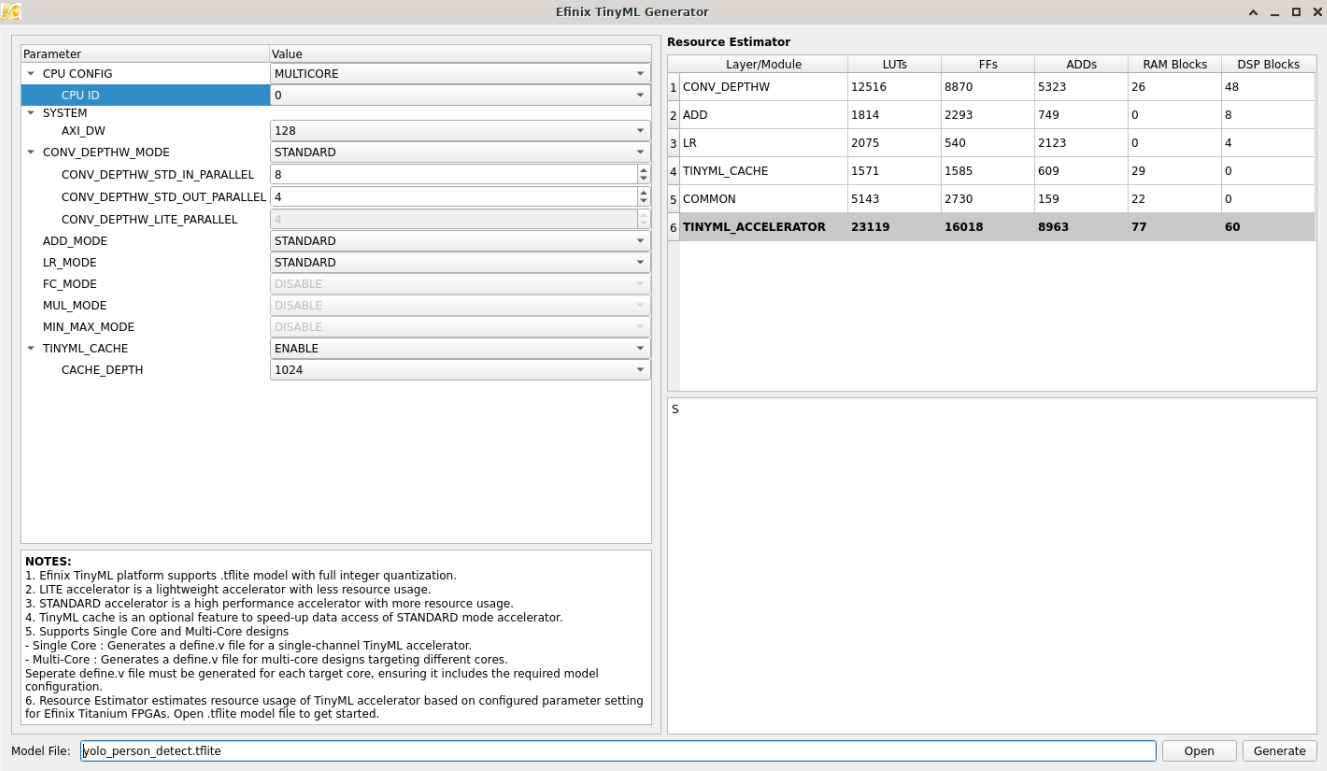 Efinix TinyML Generator
Parameter Value
CPU CONFIG MULTICORE
CPU ID 0
SYSTEM
AXI_DW 128
CONV_DEPTHW_MODE STANDARD
CONV_DEPTHW_STD_IN_PARALLEL 8
CONV_DEPTHW_STD_OUT_PARALLEL 4
CONV_DEPTHW_LITE_PARALLEL 4
ADD_MODE STANDARD
LR_MODE STANDARD
FC_MODE DISABLE
MUL_MODE DISABLE
MIN_MAX_MODE DISABLE
TINYML_CACHE ENABLE
CACHE_DEPTH 1024
NOTES:
1. Efinix TinyML platform supports .tflite model with full integer quantization.
2. LITE accelerator is a lightweight accelerator with less resource usage.
3. STANDARD accelerator is a high performance accelerator with more resource usage.
4. TinyML cache is an optional feature to speed-up data access of STANDARD mode accelerator.
5. Supports Single Core and Multi-Core designs
- Single Core : Generates a define.v file for a single-channel TinyML accelerator.
- Multi-Core : Generates a define.v file for multi-core designs targeting different cores.
Seperate define.v file must be generated for each target core, ensuring it includes the required model
configuration.
6. Resource Estimator estimates resource usage of TinyML accelerator based on configured parameter setting
for Efinix Titanium FPGAs. Open .tflite model file to get started.
Resource Estimator
Layer/Module LUTs FFs ADDs RAM Blocks DSP Blocks
1 CONV_DEPTHW 12516 8870 5323 26 48
2 ADD 1814 2293 749 0 8
3 LR 2075 540 2123 0 4
4 TINYML_CACHE 1571 1585 609 29 0
5 COMMON 5143 2730 159 22 0
6 TINYML_ACCELERATOR 23119 16018 8963 77 60
S
Model File: yolo_person_detect.tflite Open Generate